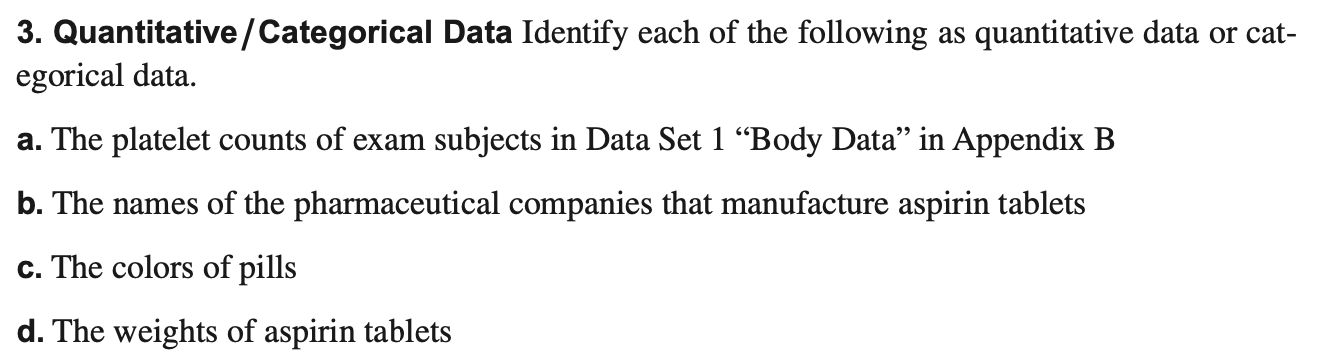 3. Quantitative/Categorical Data Identify each of the following as quantitative data or cat-
egorical data.
a. The platelet counts of exam subjects in Data Set 1 “Body Data” in Appendix B
b. The names of the pharmaceutical companies that manufacture aspirin tablets
c. The colors of pills
d. The weights of aspirin tablets